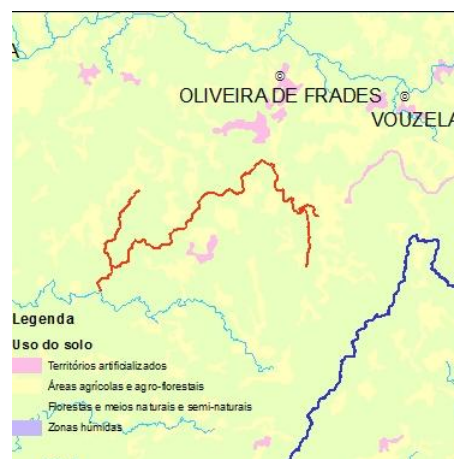 A
©
OLIVEIRA DE FRADES
©
VOUZELA
Legenda
Uso do solo
Territórios artificializados
Áreas agrícolas e agro-florestais
Florestas e meios naturais e semi-naturais
Zonas húmidas